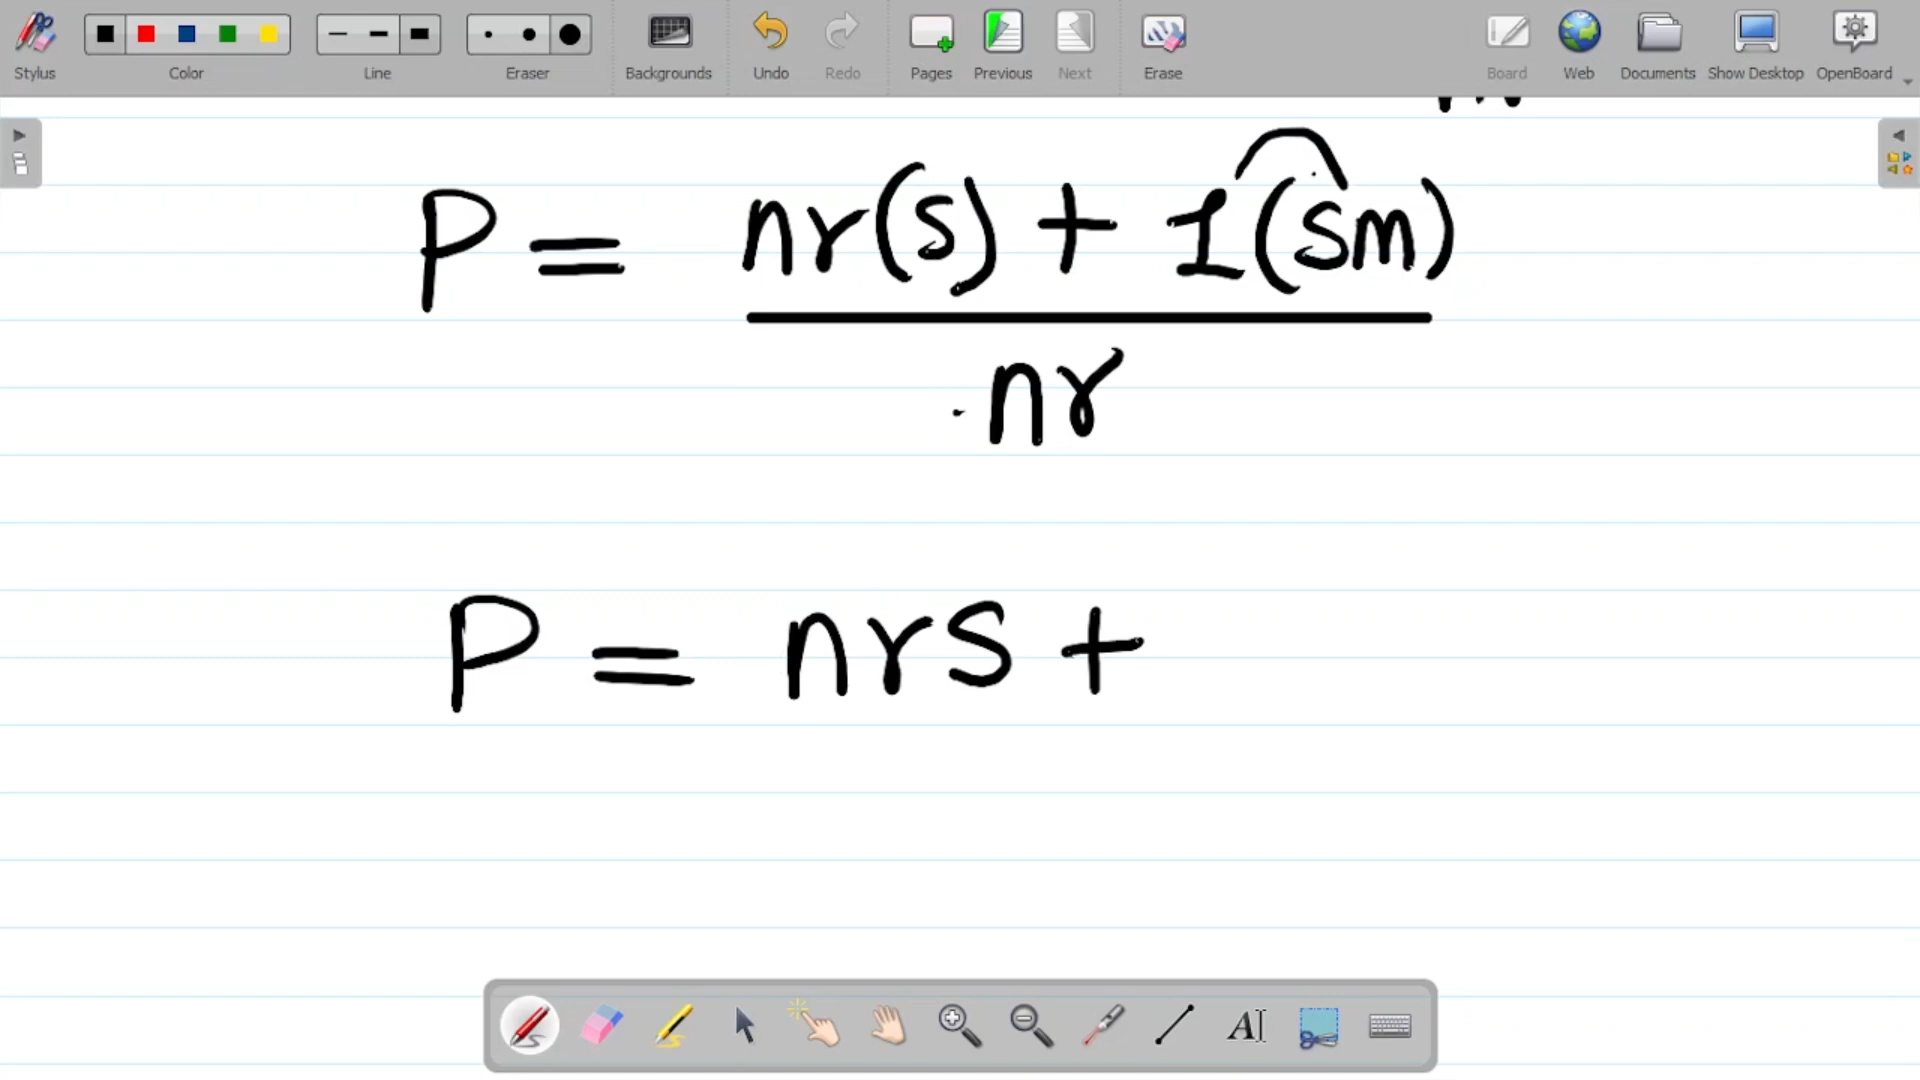 Stylus Color Line Eraser Backgrounds Undo Redo Pages Previous Next Erase Board Web Documents Show Desktop OpenBoard
P = nr(s) + 1(sm)
nr
P = nrs +